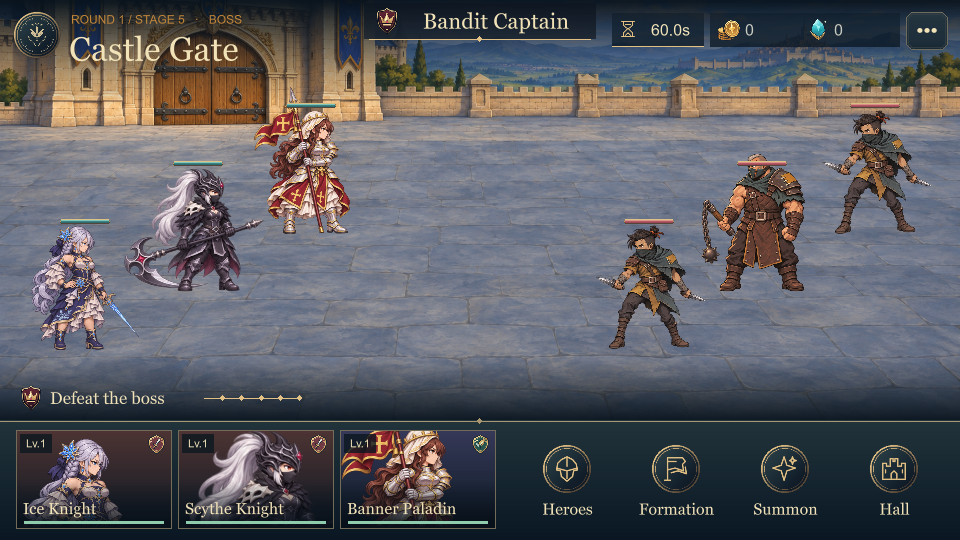 ROUND 1 / STAGE 5 · BOSS
Castle Gate
Bandit Captain
60.0s
0
0
Defeat the boss
Lv.1
Ice Knight
Lv.1
Scythe Knight
Lv.1
Banner Paladin
Heroes
Formation
Summon
Hall